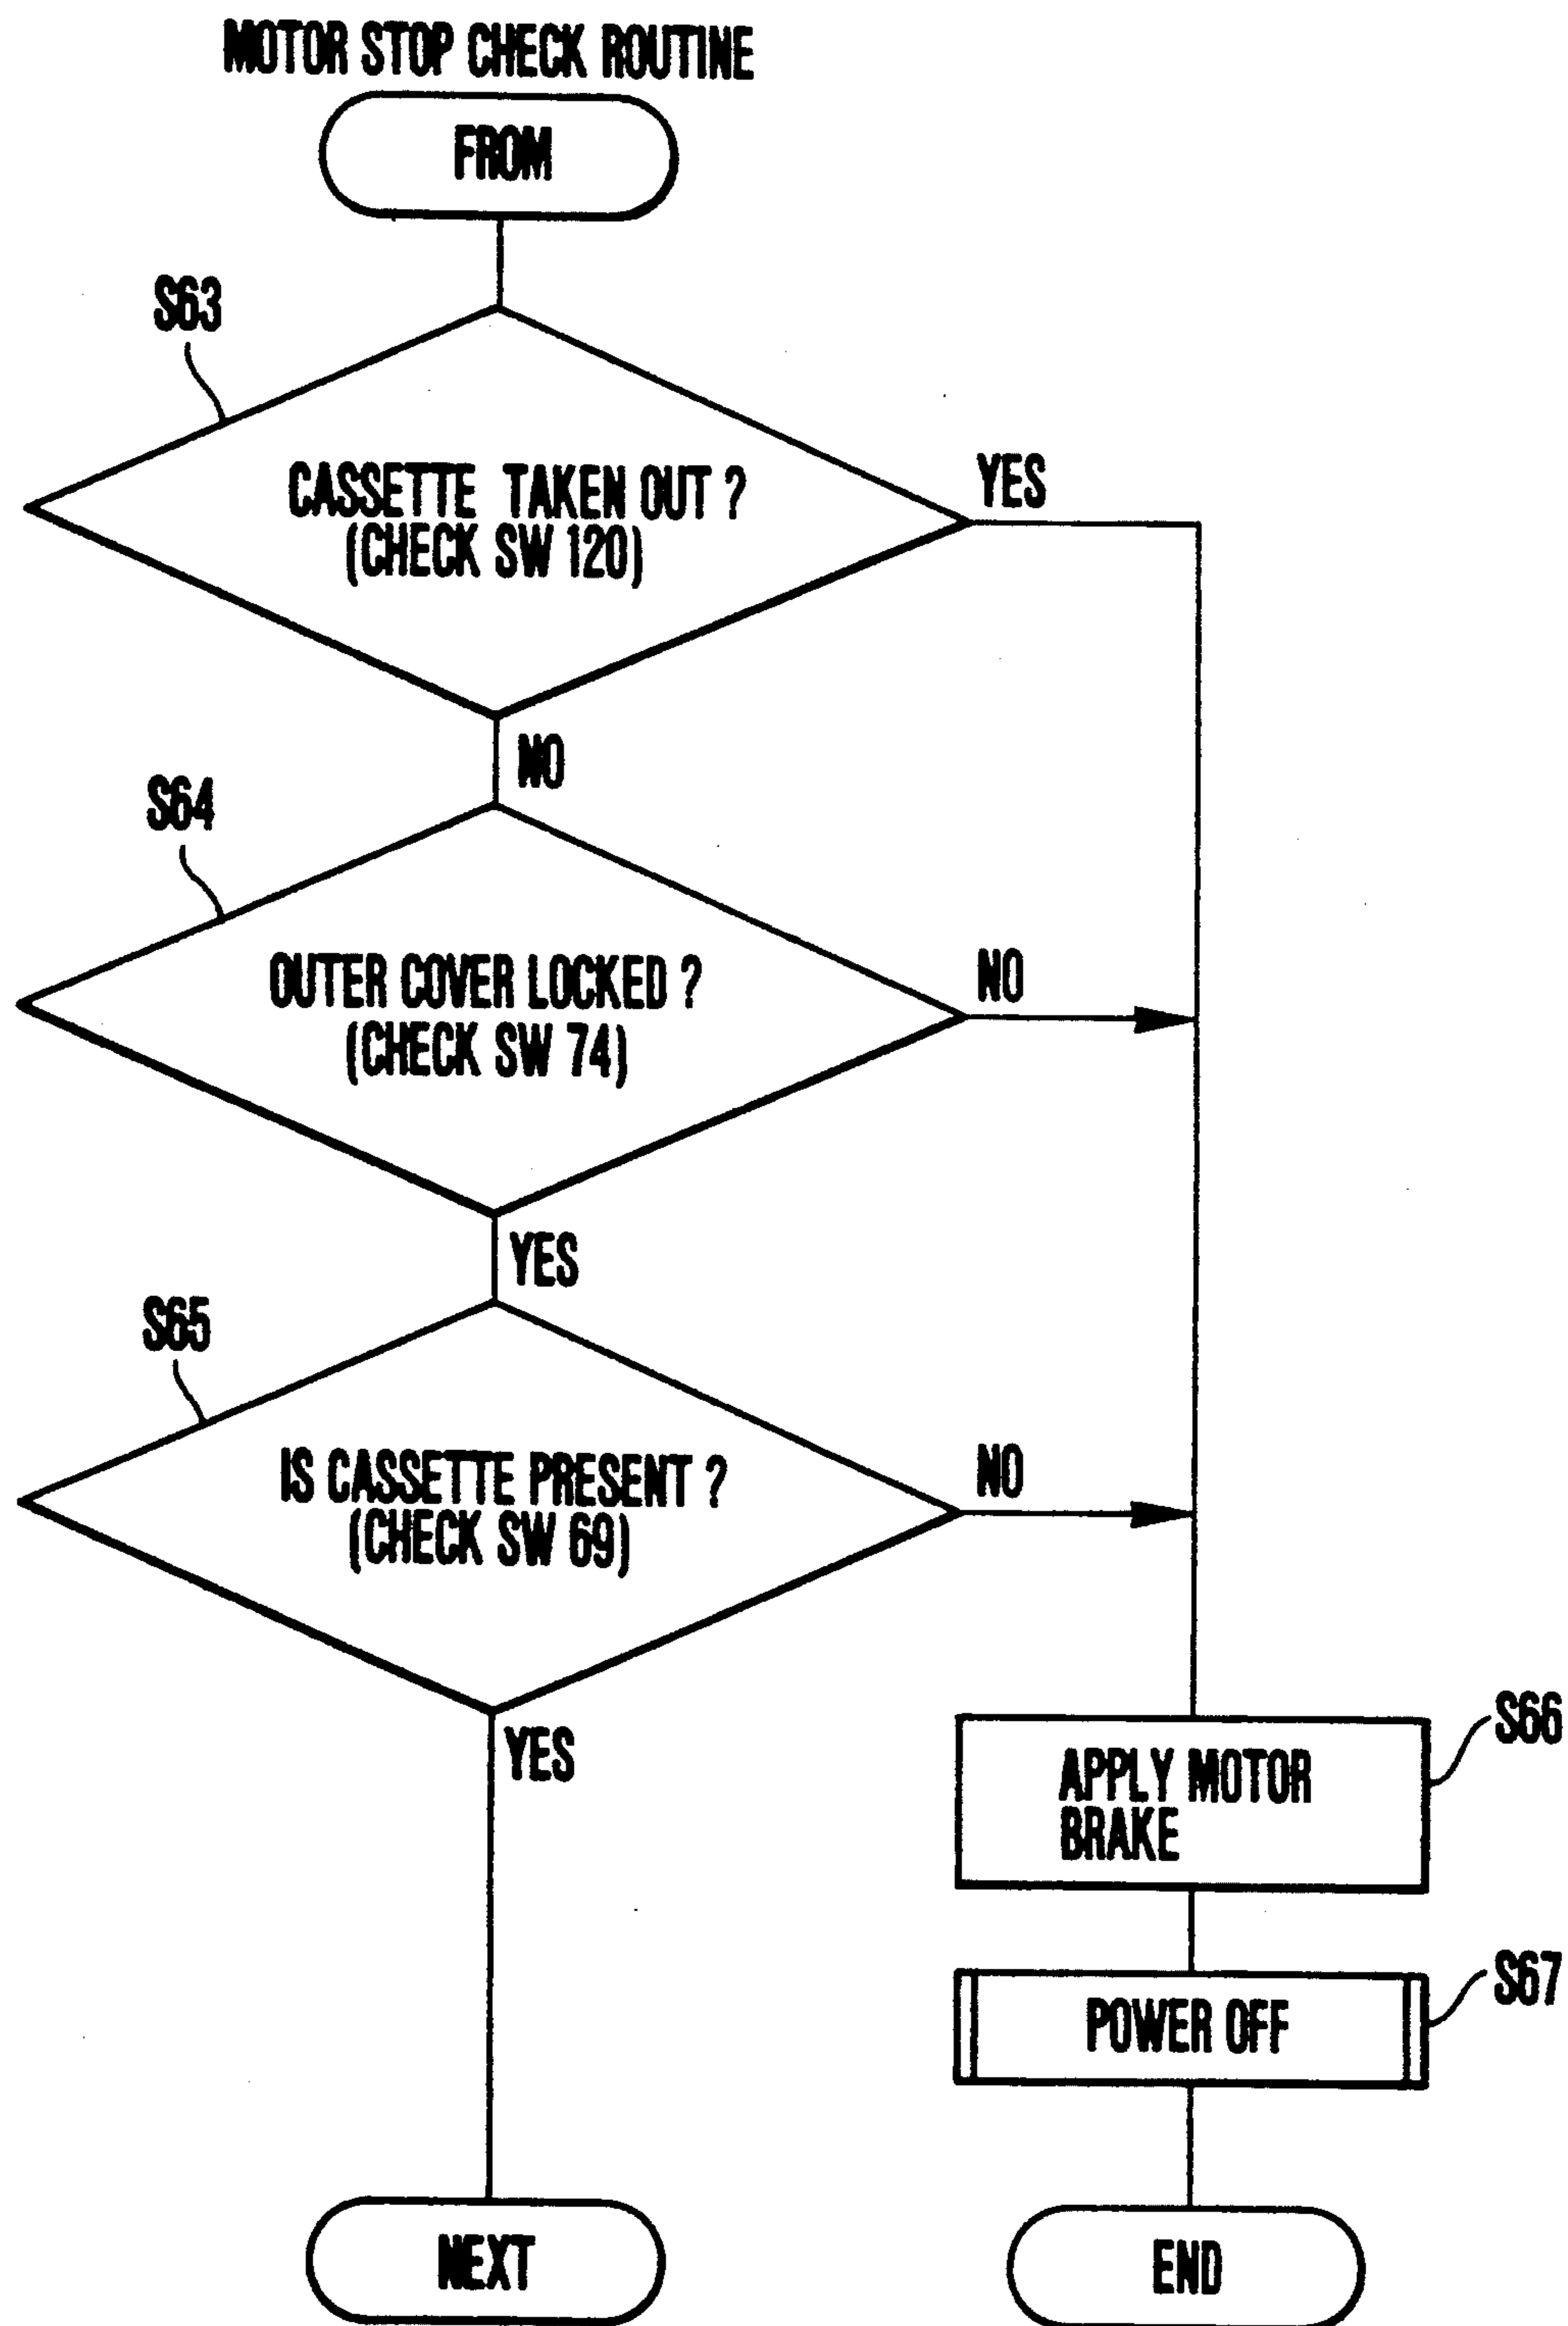 MOTOR STOP CHECK ROUTINE
FROM
S63
CASSETTE TAKEN OUT ?
(CHECK SW 120)
YES
NO
S64
OUTER COVER LOCKED ?
(CHECK SW 74)
NO
YES
S65
IS CASSETTE PRESENT ?
(CHECK SW 69)
NO
YES
S66
APPLY MOTOR
BRAKE
S67
POWER OFF
NEXT
END